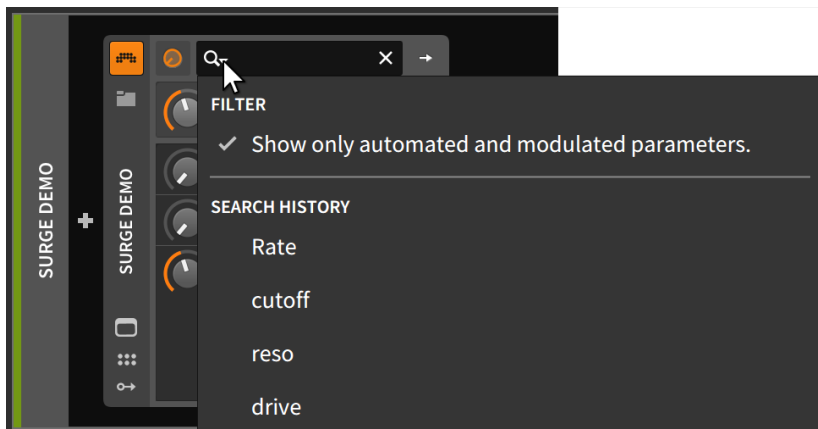 SURGE DEMO
SURGE DEMO
FILTER
Show only automated and modulated parameters.
SEARCH HISTORY
Rate
cutoff
reso
drive